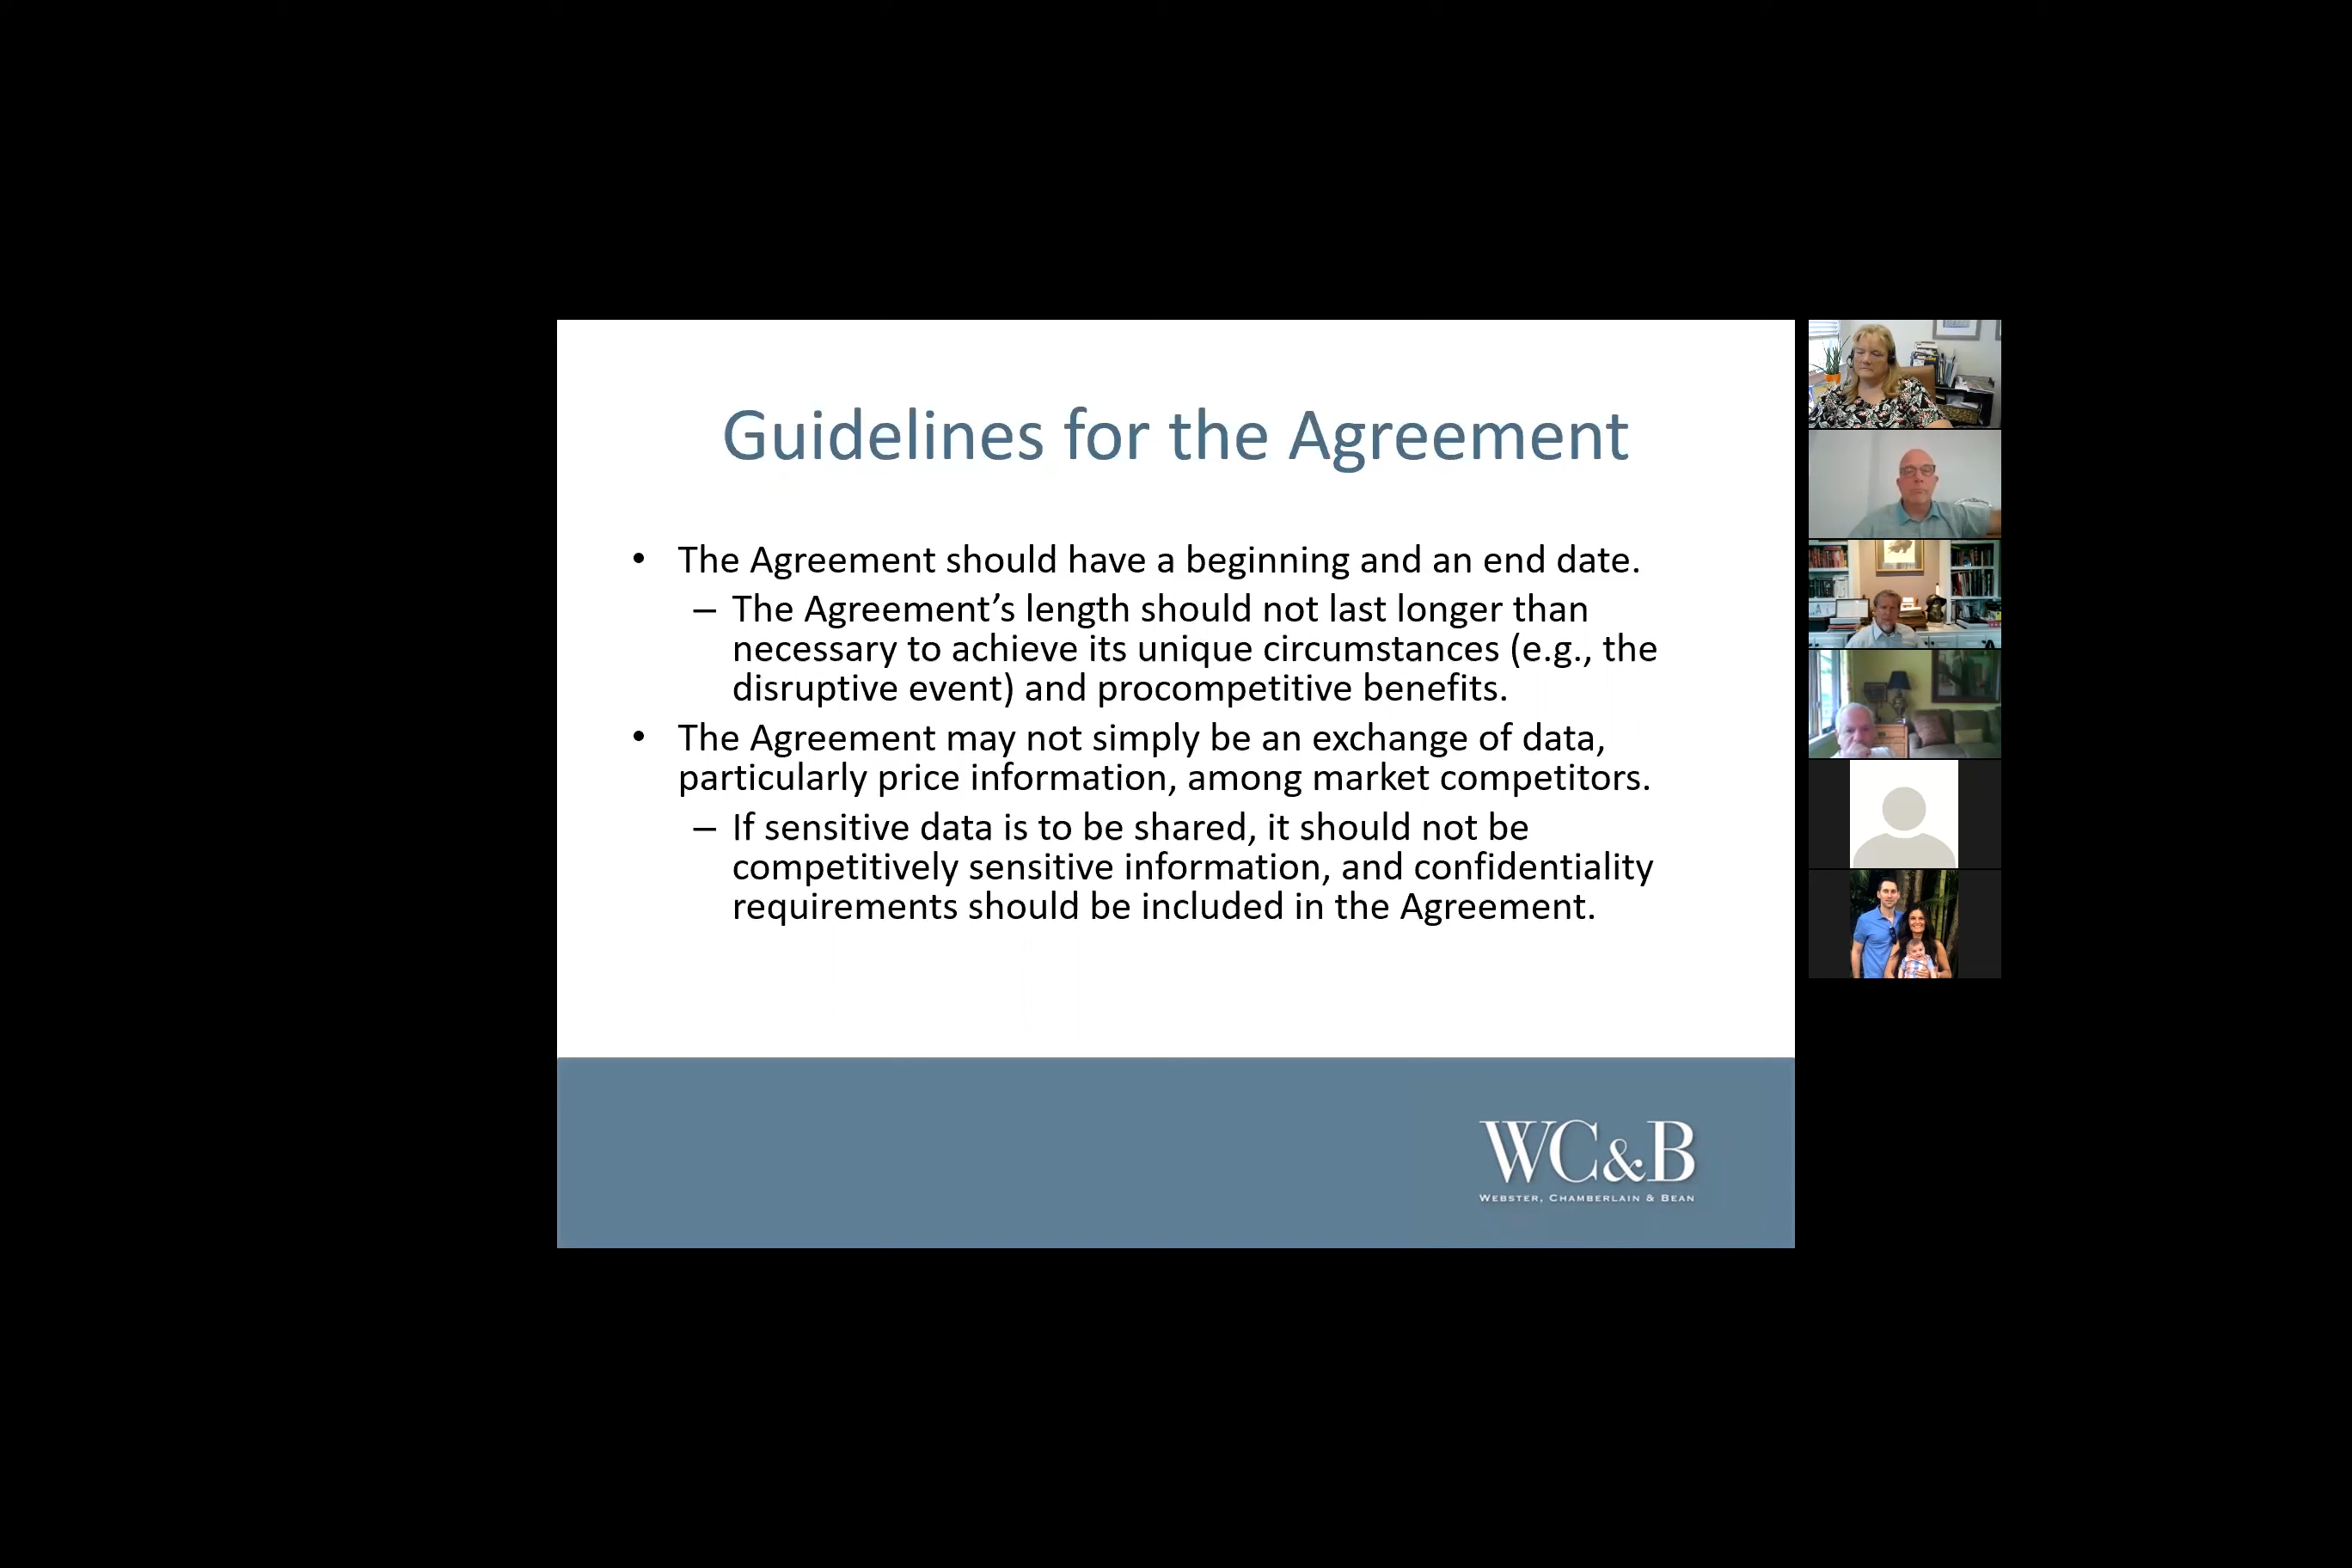 Guidelines for the Agreement
• The Agreement should have a beginning and an end date.
– The Agreement’s length should not last longer than
necessary to achieve its unique circumstances (e.g., the
disruptive event) and procompetitive benefits.
• The Agreement may not simply be an exchange of data,
particularly price information, among market competitors.
– If sensitive data is to be shared, it should not be
competitively sensitive information, and confidentiality
requirements should be included in the Agreement.
WC&B
WEBSTER, CHAMBERLAIN & BEAN